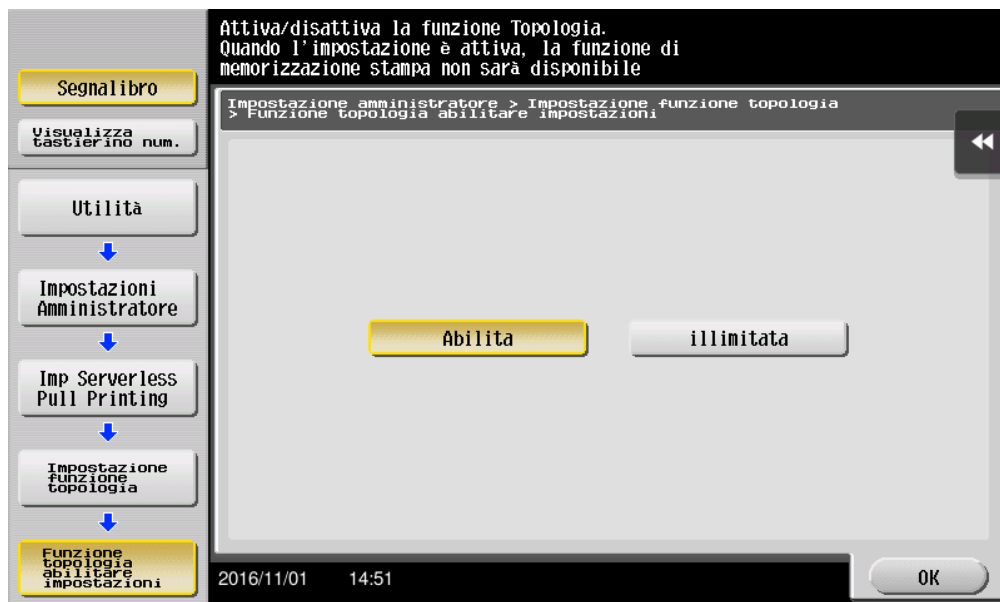 Attiva/disattiva la funzione Topologia.
Quando l'impostazione è attiva, la funzione di
memorizzazione stampa non sarà disponibile
Segnalibro
Visualizza
tastierino num.
Impostazione amministratore > Impostazione funzione topologia
> Funzione topologia abilitare impostazioni
Utilità
Impostazioni
Amministratore
Imp Serverless
Pull Printing
Impostazione
funzione
topologia
Funzione
topologia
abilitare
impostazioni
Abilita
illimitata
2016/11/01 14:51
OK